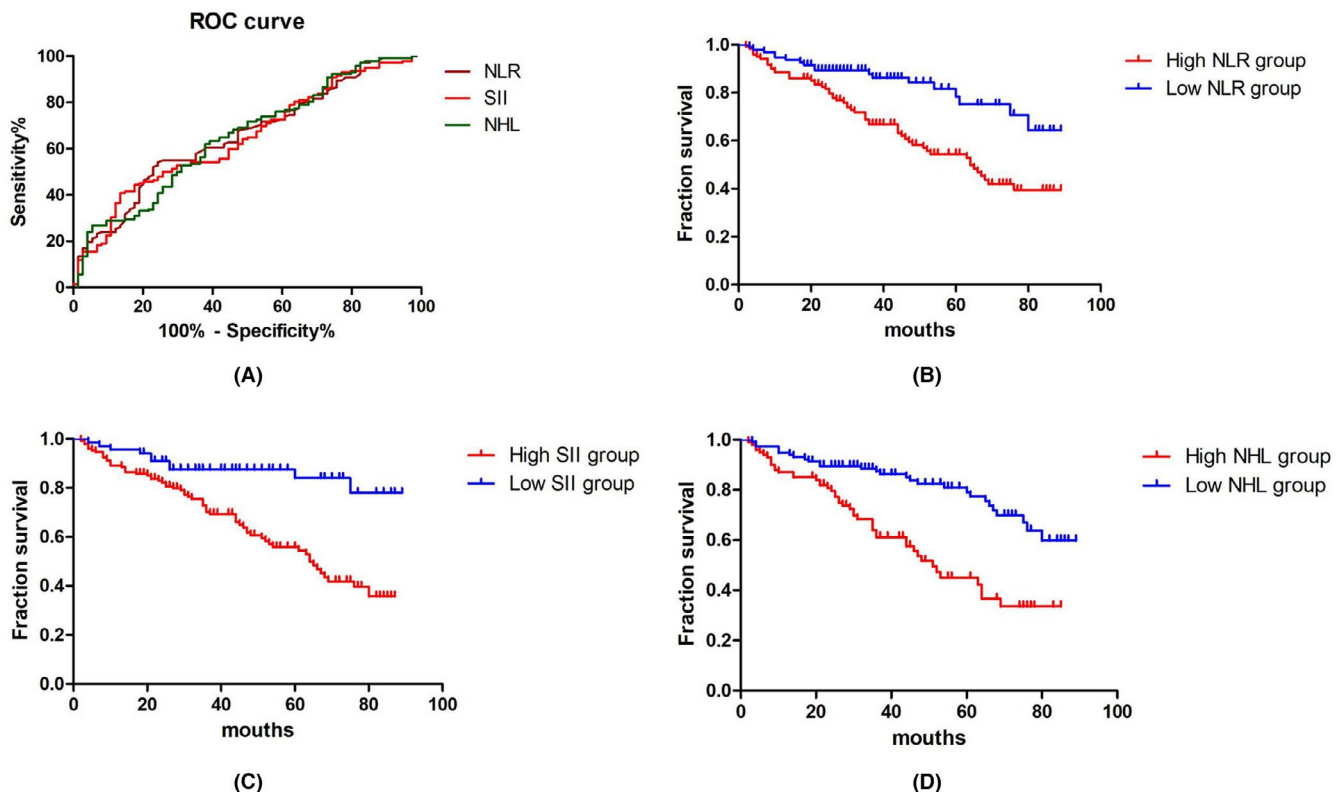 ROC curve
Sensitivity%
100
80
60
40
20
0
0 20 40 60 80 100
100% - Specificity%
NLR
SII
NHL
(A)
Fraction survival
1.0
0.8
0.6
0.4
0.2
0.0
0 20 40 60 80 100
mouths
High NLR group
Low NLR group
(B)
Fraction survival
1.0
0.8
0.6
0.4
0.2
0.0
0 20 40 60 80 100
mouths
High SII group
Low SII group
(C)
Fraction survival
1.0
0.8
0.6
0.4
0.2
0.0
0 20 40 60 80 100
mouths
High NHL group
Low NHL group
(D)